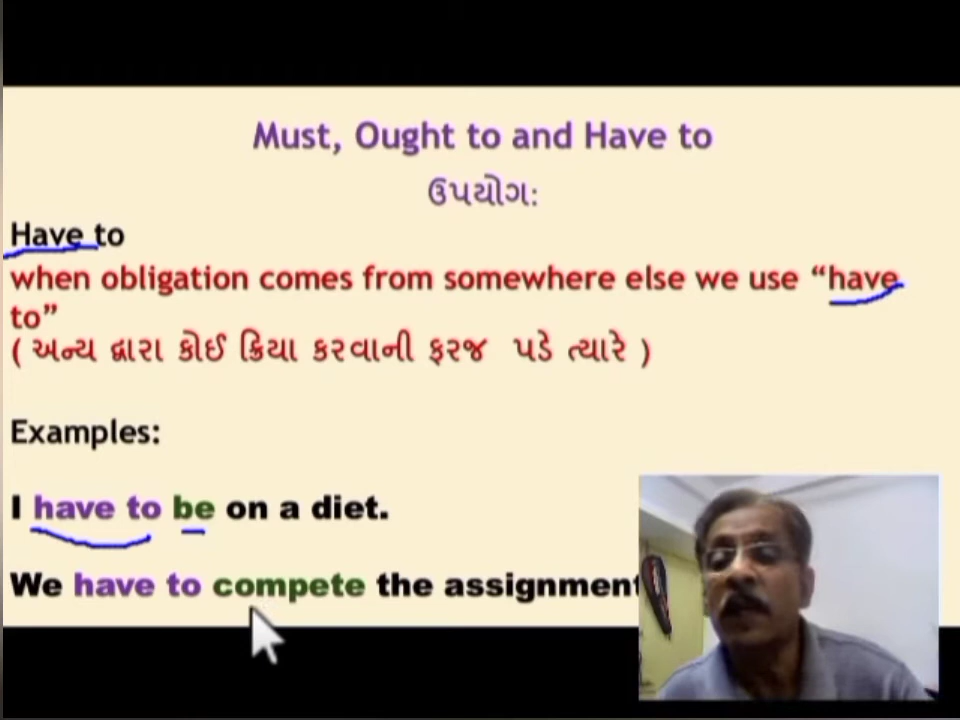 Must, Ought to and Have to
ઉપયોગ:
Have to
when obligation comes from somewhere else we use “have
to”
( અન્ય દ્વારા કોઈ ક્રિયા કરવાની ફરજ પડે ત્યારે )
Examples:
I have to be on a diet.
We have to compete the assignment